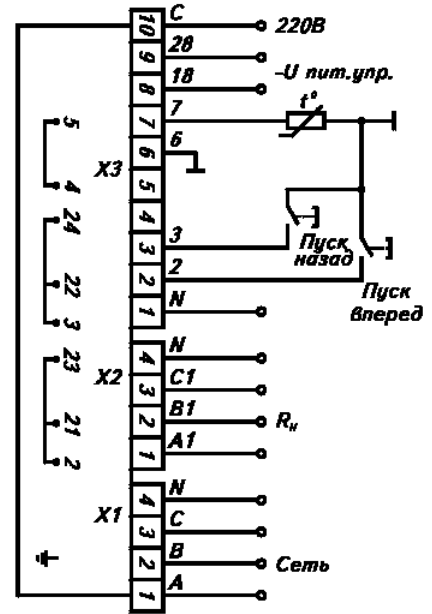 10 C 220В
9 28
8 18 -U пит.упр.
7 7 t°
6 6
X3
5
4
3 3
2 2
1 N
Пуск
назад
Пуск
вперед
5
4
24
22
3
23
21
2
X2
4 N
3 C1
2 B1 Rн
1 A1
X1
4 N
3 C
2 B Сеть
1 A